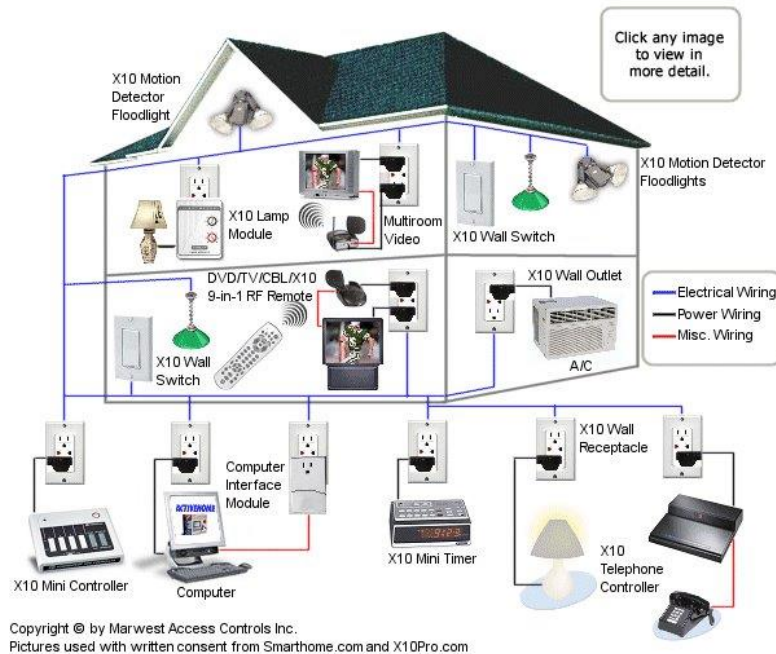 Click any image
to view in
more detail.
X10 Motion
Detector
Floodlight
X10 Motion Detector
Floodlights
X10 Lamp
Module
Multiroom
Video
X10 Wall Switch
DVD/TV/CBL/X10
9-in-1 RF Remote
X10 Wall Outlet
Electrical Wiring
Power Wiring
Misc. Wiring
X10 Wall
Switch
A/C
X10 Wall
Receptacle
Computer
Interface
Module
ACTIVEHOME
X10 Mini Controller
Computer
X10 Mini Timer
X10
Telephone
Controller
Copyright © by Marwest Access Controls Inc.
Pictures used with written consent from Smarthome.com and X10Pro.com